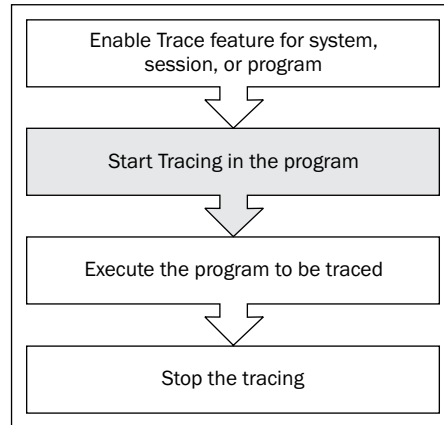 Enable Trace feature for system,
session, or program
Start Tracing in the program
Execute the program to be traced
Stop the tracing